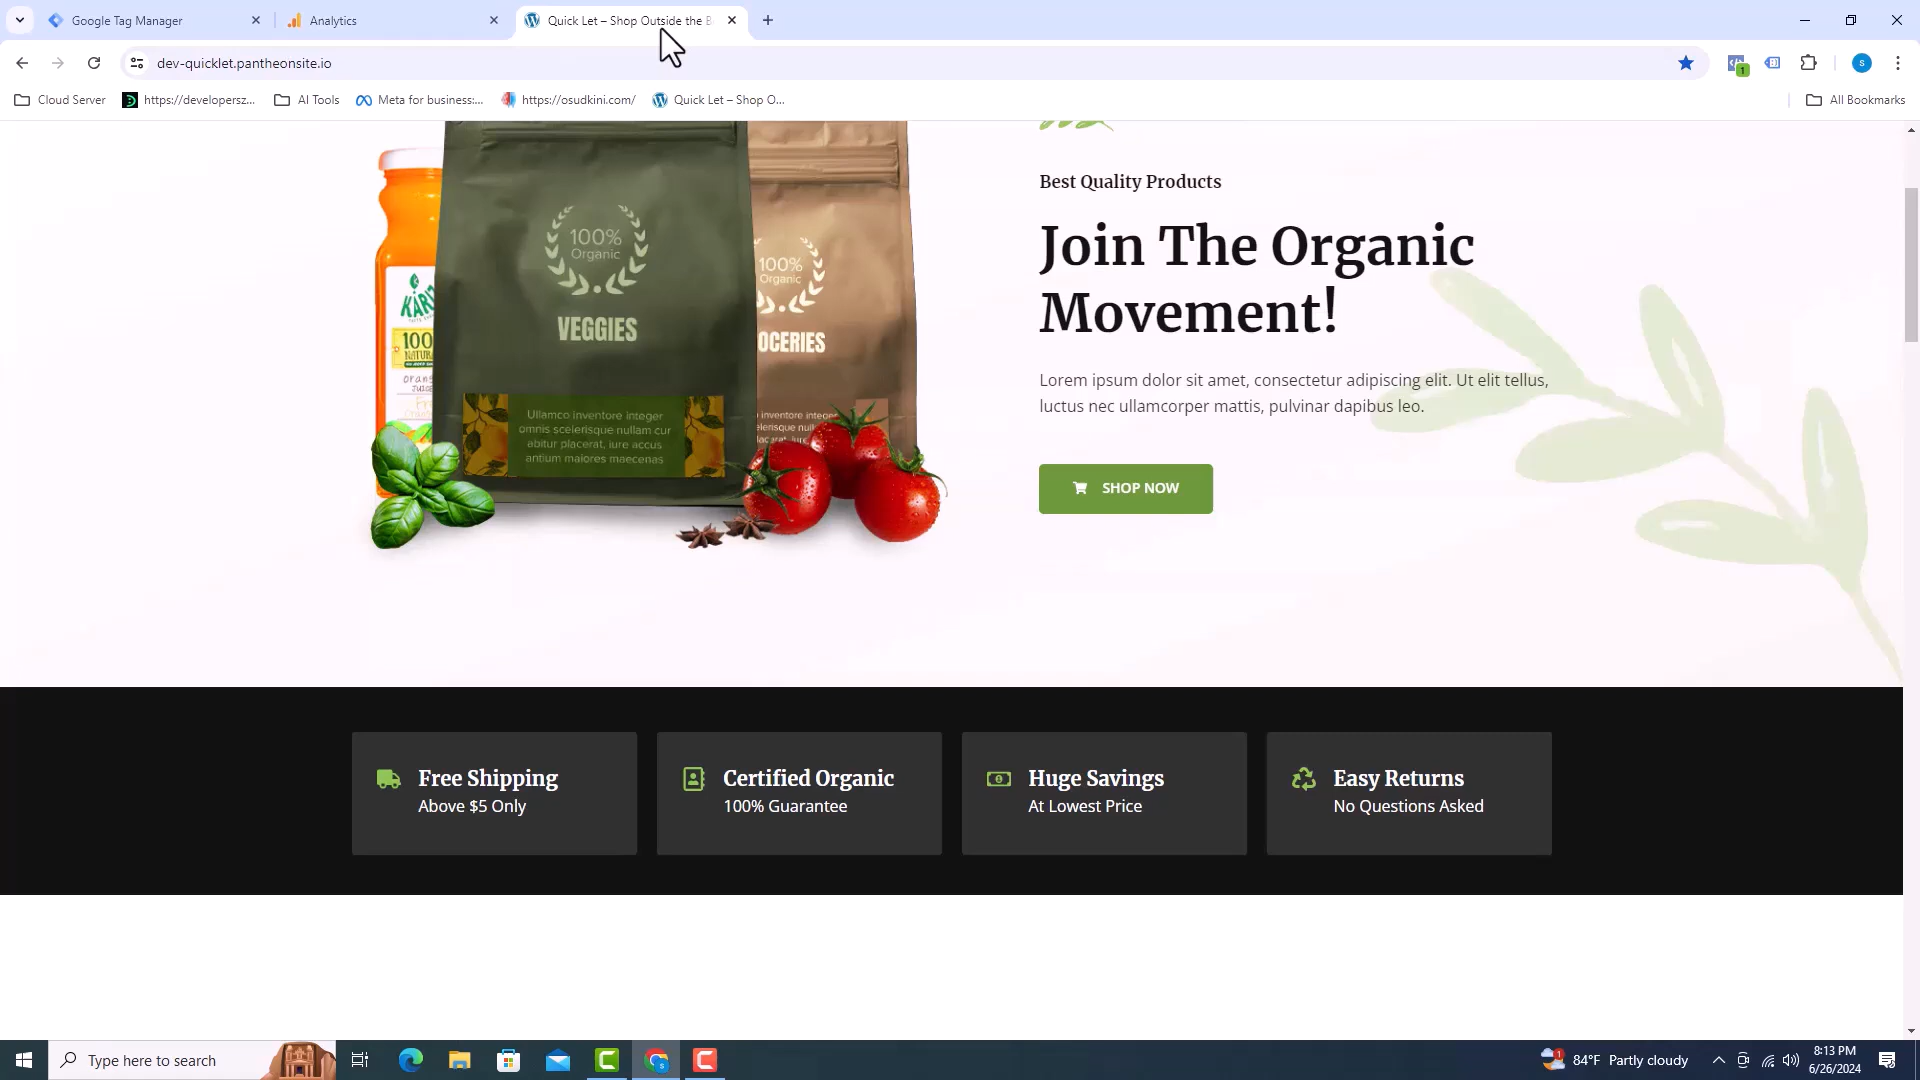 Google Tag Manager
Analytics
Quick Let – Shop Outside the B
dev-quicklet.pantheonsite.io
S
1
Cloud Server
https://developersz...
AI Tools
Meta for business:...
https://osudkini.com/
Quick Let – Shop O...
All Bookmarks
Best Quality Products
Join The Organic
Movement!
Lorem ipsum dolor sit amet, consectetur adipiscing elit. Ut elit tellus,
luctus nec ullamcorper mattis, pulvinar dapibus leo.
SHOP NOW
100%
Organic
VEGGIES
Ullamco inventore integer
omnis scelerisque nullam cur
abitur placerat, iure accus
antium maiores maecenas
100%
Organic
OCERIES
Free Shipping
Above $5 Only
Certified Organic
100% Guarantee
Huge Savings
At Lowest Price
Easy Returns
No Questions Asked
Type here to search
84°F Partly cloudy
8:13 PM
6/26/2024